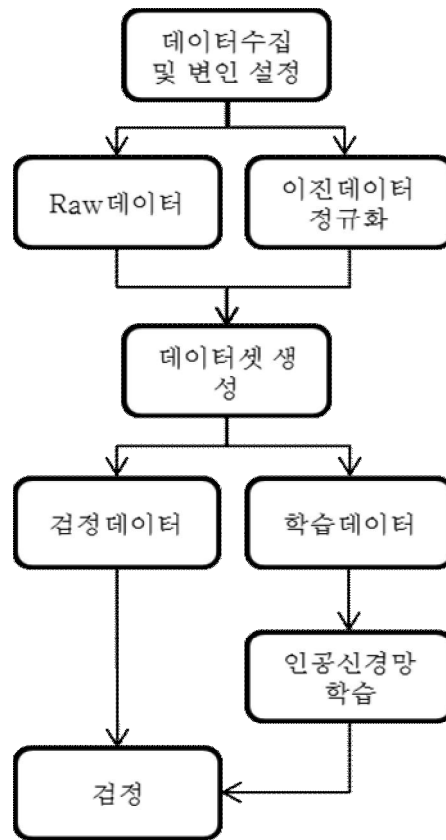 데이터수집
및 변인 설정
Raw데이터
이진데이터
정규화
데이터셋 생
성
검정데이터
학습데이터
인공신경망
학습
검정